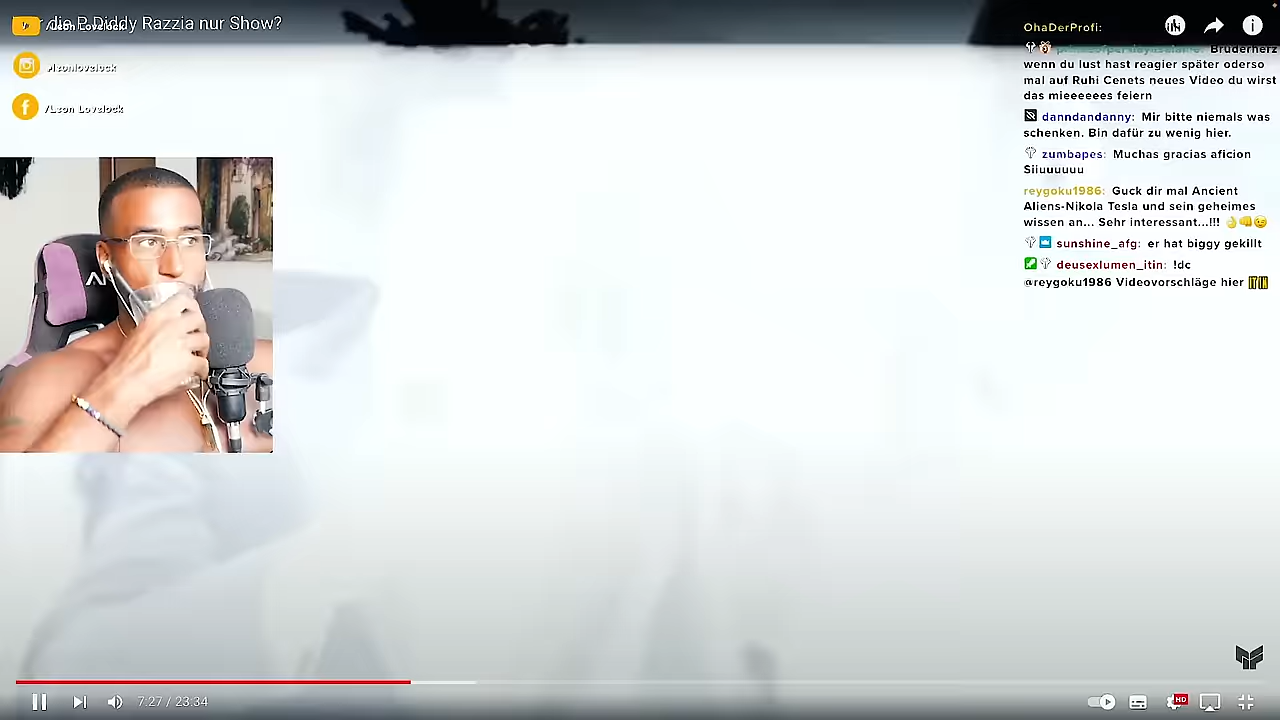 die P Diddy Razzia nur Show?
/Leon Lovelock
/leonlovelock
/Leon Lovelock
OhaDerProfi:
Bruderherz
wenn du lust hast reagier später oderso
mal auf Ruhi Cenets neues Video du wirst
das mieeeeees feiern
danndandanny: Mir bitte niemals was
schenken. Bin dafür zu wenig hier.
zumbapes: Muchas gracias aficion
Siiuuuuuu
reygoku1986: Guck dir mal Ancient
Aliens-Nikola Tesla und sein geheimes
wissen an... Sehr interessant...!!! 👌👊😉
sunshine_afg: er hat biggy gekillt
deusexlumen_itin: !dc
@reygoku1986 Videovorschläge hier
7:27 / 23:34
HD